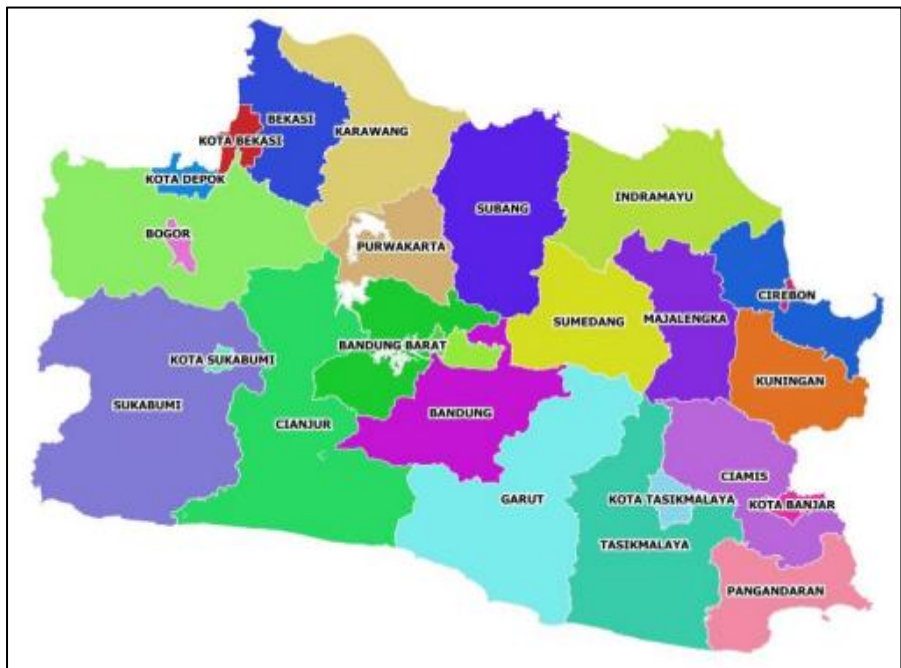 BEKASI
KOTA BEKASI
KARAWANG
KOTA DEPOK
INDRAMAYU
SUBANG
BOGOR
PURWAKARTA
CIREBON
SUMEDANG
MAJALENGKA
BANDUNG BARAT
KOTA SUKABUMI
KUNINGAN
SUKABUMI
BANDUNG
CIANJUR
CIAMIS
GARUT
KOTA TASIKMALAYA
KOTA BANJAR
TASIKMALAYA
PANGANDARAN